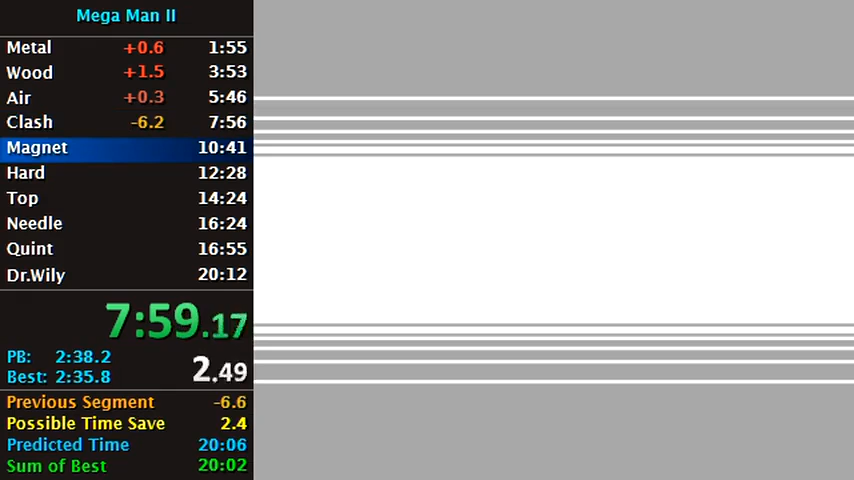 Mega Man II
Metal +0.6 1:55
Wood +1.5 3:53
Air +0.3 5:46
Clash -6.2 7:56
Magnet 10:41
Hard 12:28
Top 14:24
Needle 16:24
Quint 16:55
Dr.Wily 20:12
7:59.17
PB: 2:38.2
Best: 2:35.8 2.49
Previous Segment -6.6
Possible Time Save 2.4
Predicted Time 20:06
Sum of Best 20:02